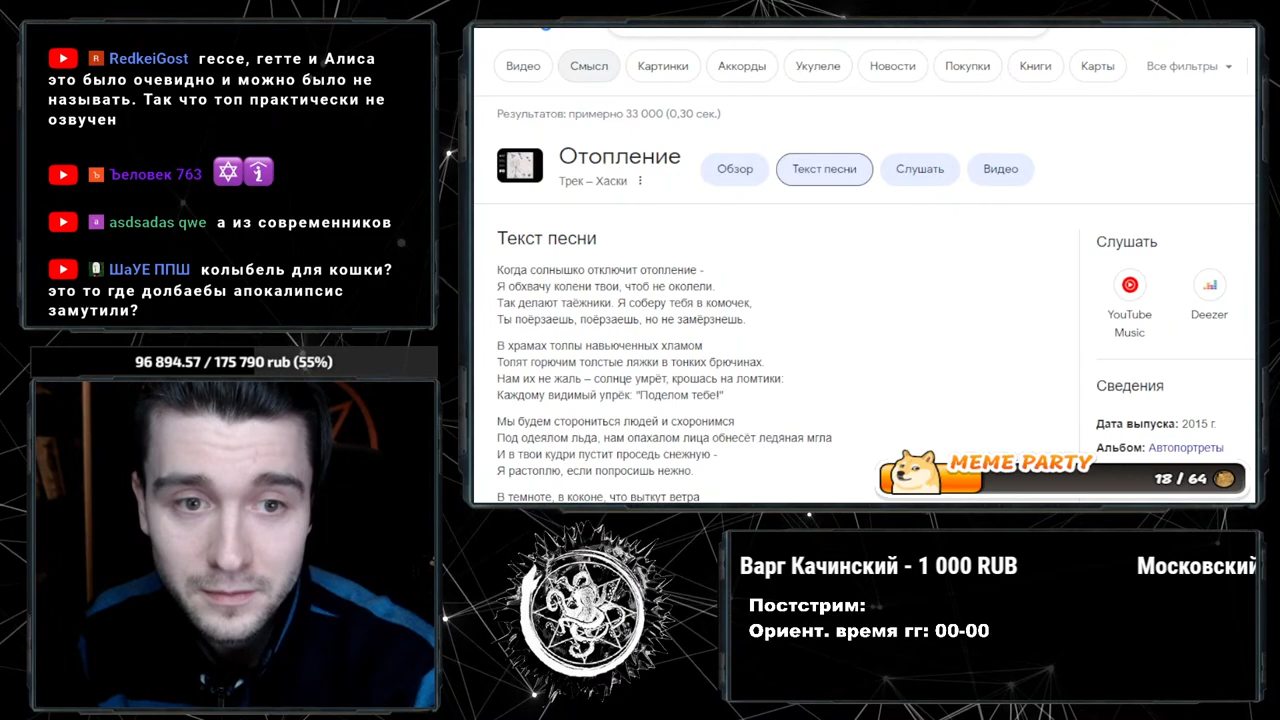 RedkeiGost гессе, гетте и Алиса
это было очевидно и можно было не
называть. Так что топ практически не
озвучен
Ъеловек 763
asdsadas qwe а из современников
ШаУЕ ППШ колыбель для кошки?
это то где долбаебы апокалипсис
замутили?
96 894.57 / 175 790 rub (55%)
Видео Смысл Картинки Аккорды Укулеле Новости Покупки Книги Карты Все фильтры
Результатов: примерно 33 000 (0,30 сек.)
Отопление
Трек – Хаски
Обзор Текст песни Слушать Видео
Текст песни
Когда солнышко отключит отопление -
Я обхвачу колени твои, чтоб не околели.
Так делают таёжники. Я соберу тебя в комочек,
Ты поёрзаешь, поёрзаешь, но не замёрзнешь.
В храмах толпы навьюченных хламом
Топят горючим толстые ляжки в тонких брючинах.
Нам их не жаль – солнце умрёт, крошась на ломтики:
Каждому видимый упрёк: "Поделом тебе!"
Мы будем сторониться людей и схоронимся
Под одеялом льда, нам опахалом лица обнесёт ледяная мгла
И в твои кудри пустит проседь снежную -
Я растоплю, если попросишь нежно.
В темноте, в коконе, что выткут ветра
Слушать
YouTube Music
Deezer
Сведения
Дата выпуска: 2015 г.
Альбом: Автопортреты
MEME PARTY
18 / 64
Варг Качинский - 1 000 RUB Московский
Постстрим:
Ориент. время гг: 00-00